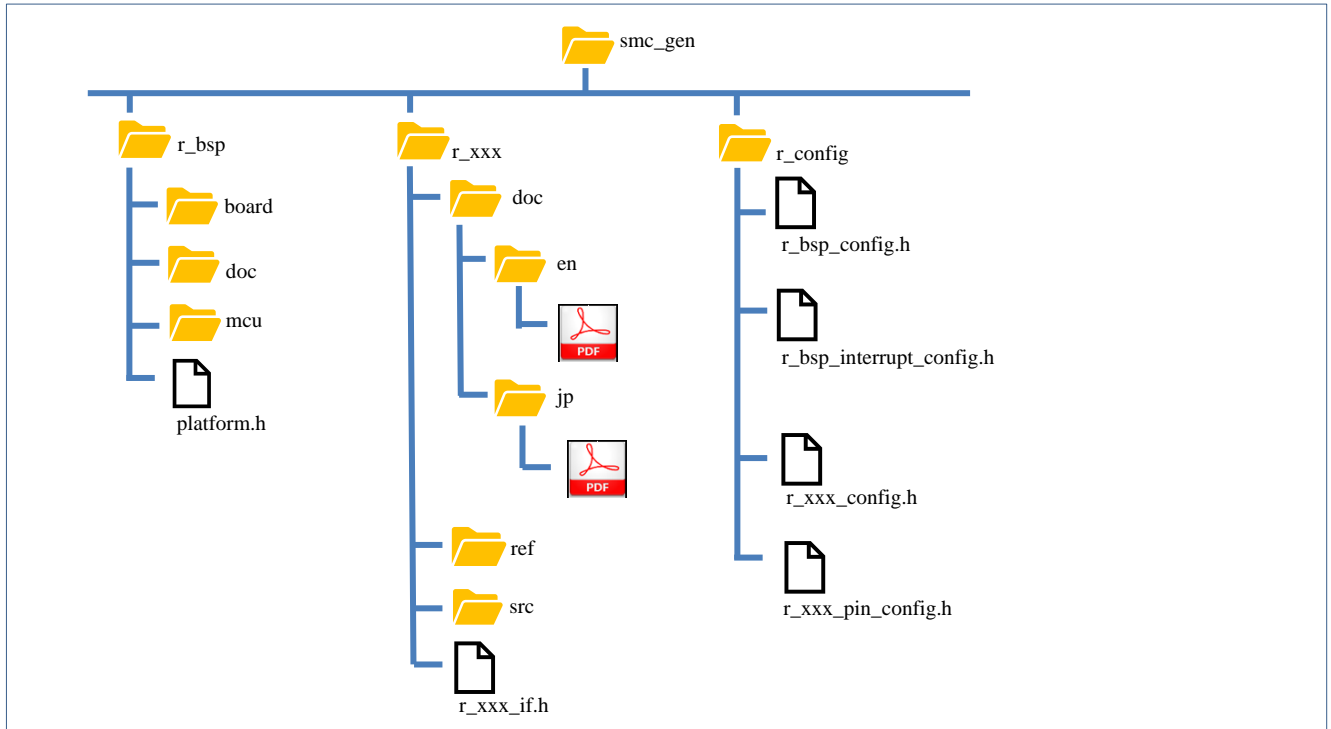 smc_gen
r_bsp
board
doc
mcu
platform.h
r_xxx
doc
en
PDF
jp
PDF
ref
src
r_xxx_if.h
r_config
r_bsp_config.h
r_bsp_interrupt_config.h
r_xxx_config.h
r_xxx_pin_config.h